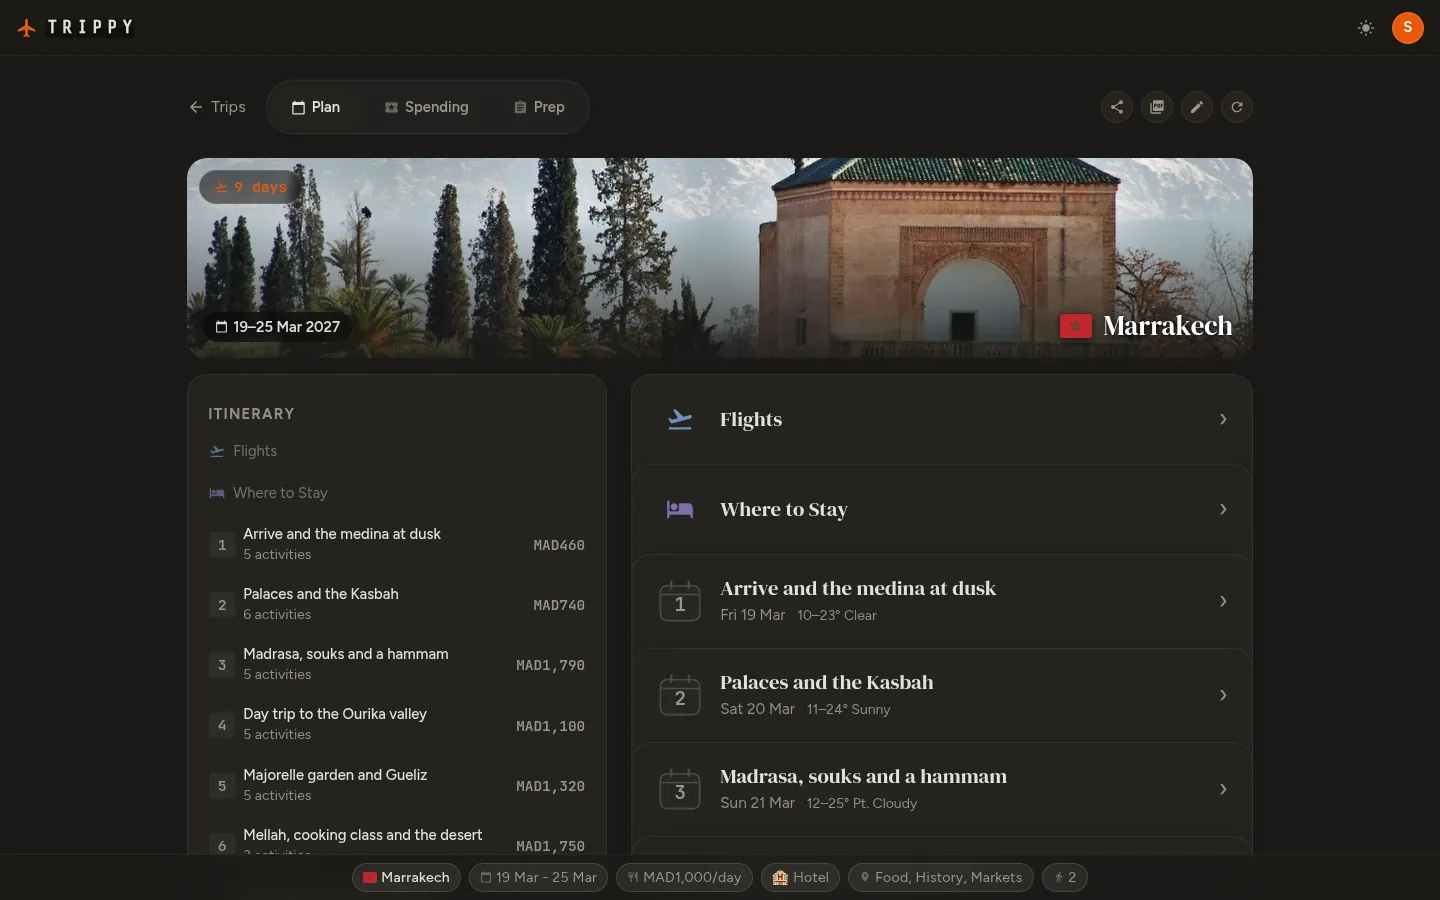 TRIPPY
S
Trips
Plan
Spending
Prep
9 days
19–25 Mar 2027
Marrakech
ITINERARY
Flights
Where to Stay
1
Arrive and the medina at dusk
5 activities
MAD460
2
Palaces and the Kasbah
6 activities
MAD740
3
Madrasa, souks and a hammam
5 activities
MAD1,790
4
Day trip to the Ourika valley
5 activities
MAD1,100
5
Majorelle garden and Gueliz
5 activities
MAD1,320
6
Mellah, cooking class and the desert
MAD1,750
Flights
Where to Stay
1
Arrive and the medina at dusk
Fri 19 Mar 10–23° Clear
2
Palaces and the Kasbah
Sat 20 Mar 11–24° Sunny
3
Madrasa, souks and a hammam
Sun 21 Mar 12–25° Pt. Cloudy
Marrakech
19 Mar - 25 Mar
MAD1,000/day
Hotel
Food, History, Markets
2